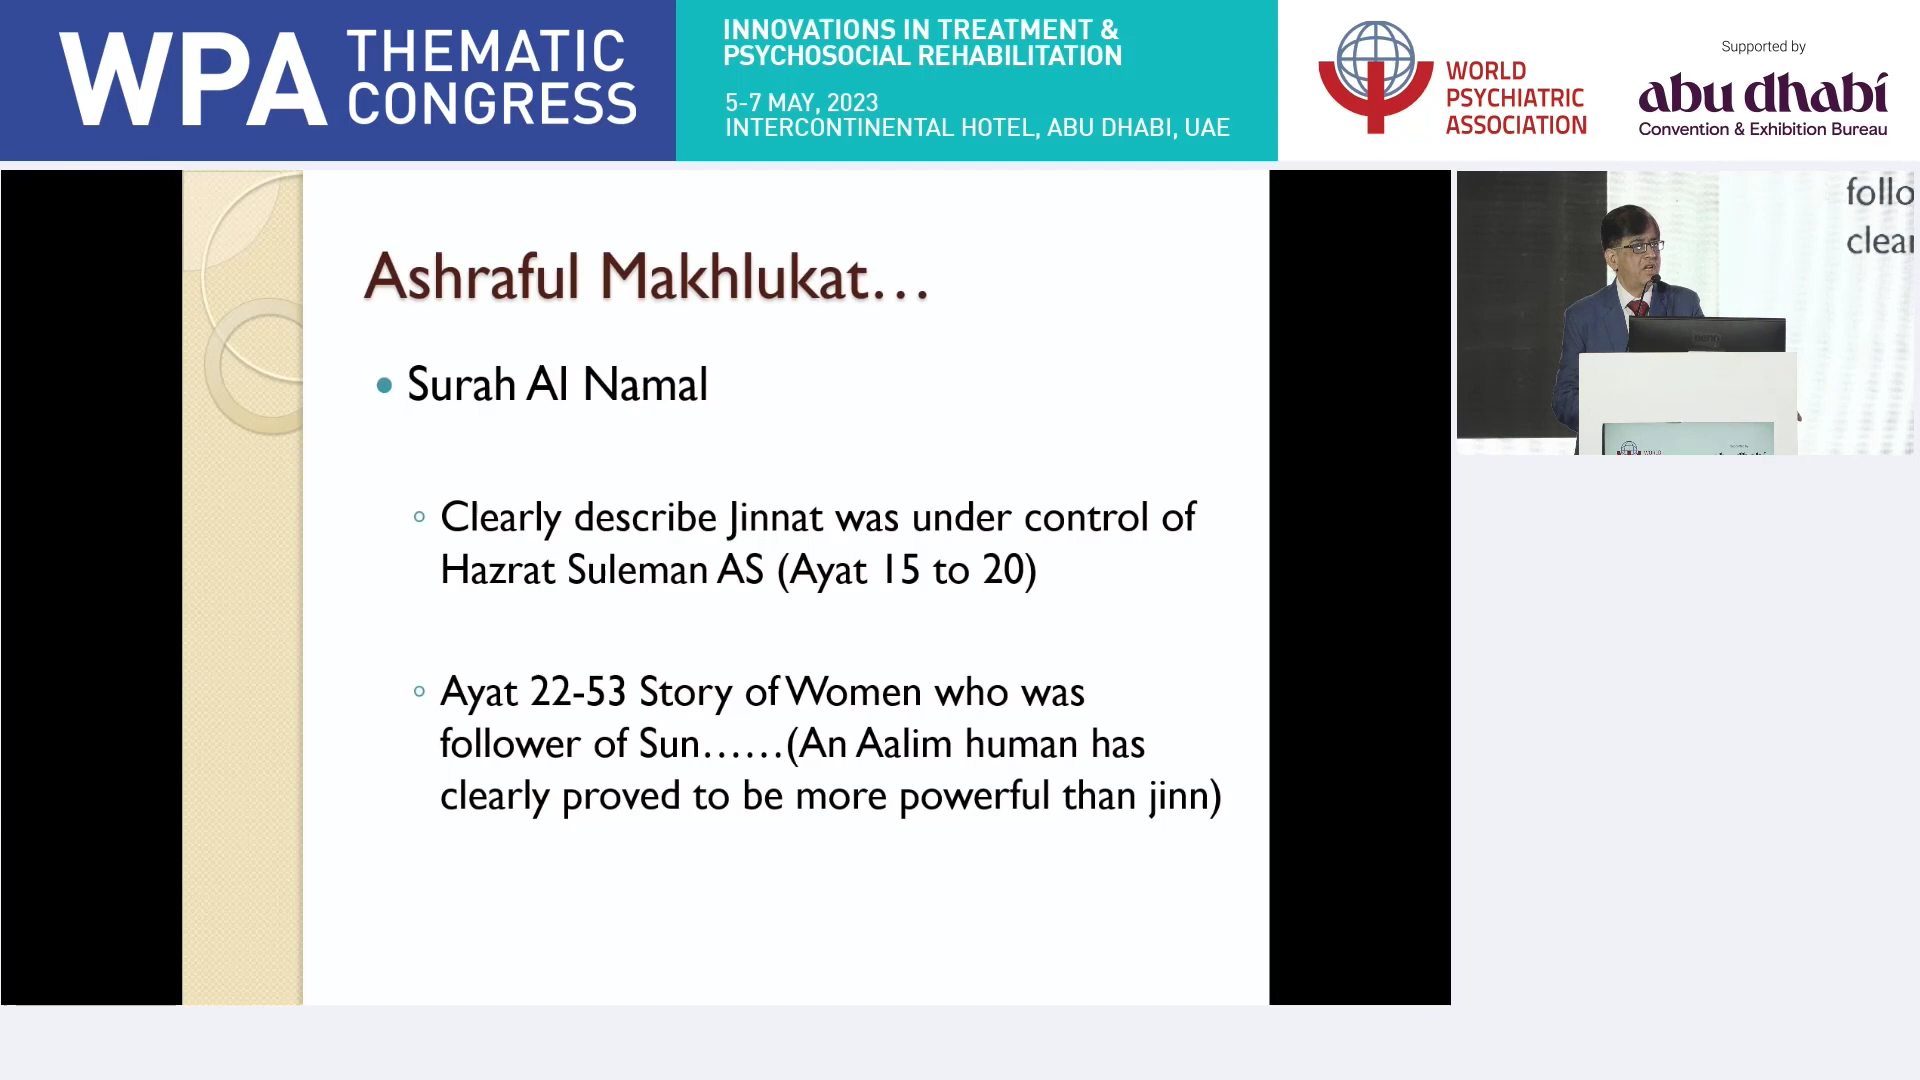 WPA THEMATIC
CONGRESS
INNOVATIONS IN TREATMENT &
PSYCHOSOCIAL REHABILITATION
5-7 MAY, 2023
INTERCONTINENTAL HOTEL, ABU DHABI, UAE
WORLD
PSYCHIATRIC
ASSOCIATION
Supported by
abu dhabi
Convention & Exhibition Bureau
Ashraful Makhlukat...
• Surah Al Namal
◦ Clearly describe Jinnat was under control of
Hazrat Suleman AS (Ayat 15 to 20)
◦ Ayat 22-53 Story of Women who was
follower of Sun......(An Aalim human has
clearly proved to be more powerful than jinn)
follo
clear
WORLD